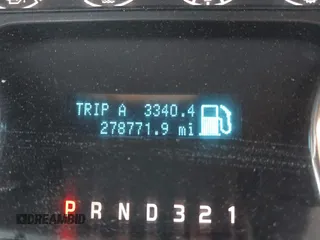 TRIP A 3340.4
278771.9 mi
P R N D 3 2 1
DREAMBID